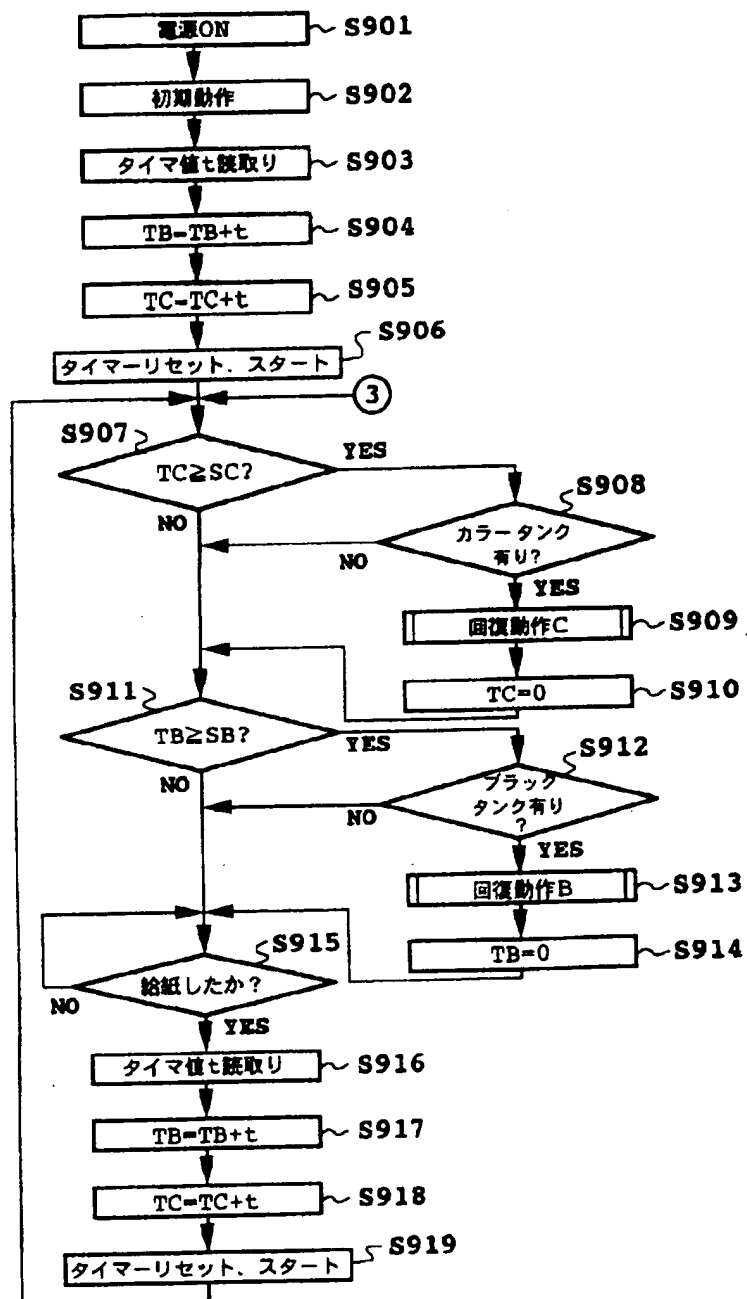 電源ON
S901
初期動作
S902
タイマ値t読取り
S903
TB=TB+t
S904
TC=TC+t
S905
S906
タイマーリセット、スタート
3
S907
TC≧SC?
YES
NO
S908
カラータンク
有り?
NO
YES
回復動作C
S909
TC=0
S910
S911
TB≧SB?
YES
NO
S912
ブラック
タンク有り
?
NO
YES
回復動作B
S913
TB=0
S914
S915
給紙したか?
NO
YES
タイマ値t読取り
S916
TB=TB+t
S917
TC=TC+t
S918
S919
タイマーリセット、スタート